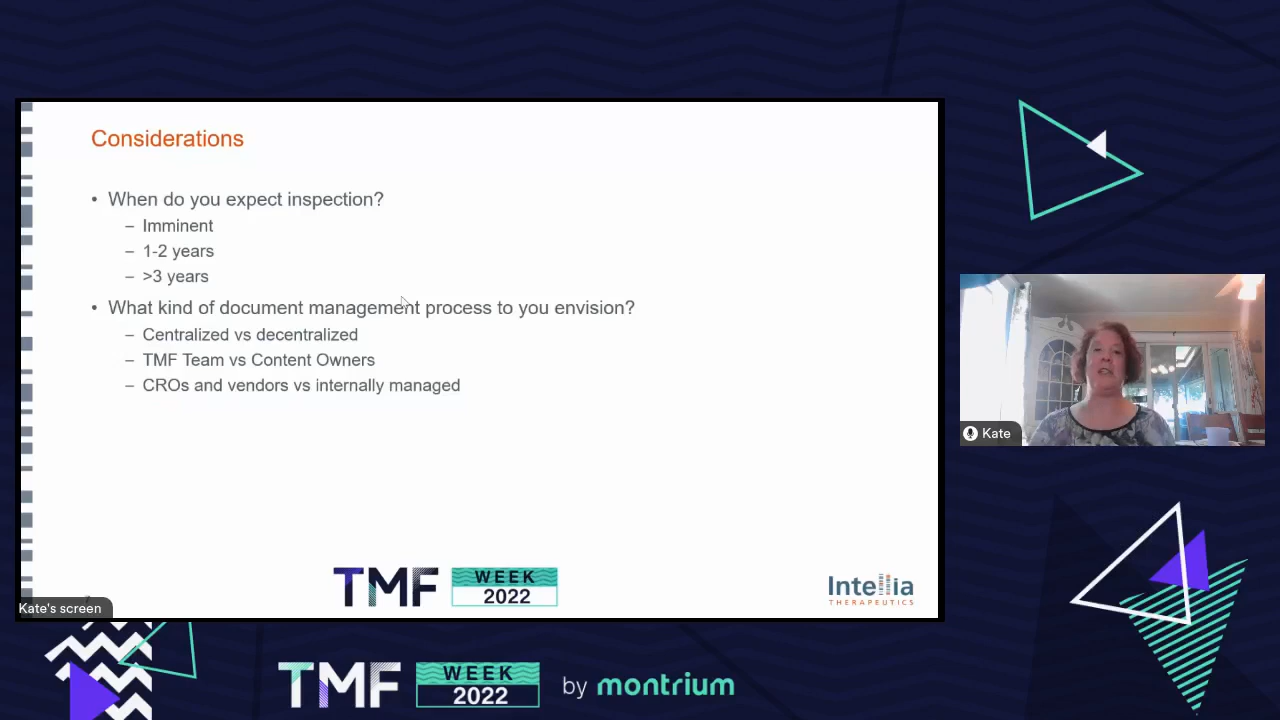 Considerations
• When do you expect inspection?
– Imminent
– 1-2 years
– >3 years
• What kind of document management process to you envision?
– Centralized vs decentralized
– TMF Team vs Content Owners
– CROs and vendors vs internally managed
TMF WEEK 2022
Intellia
THERAPEUTICS
Kate's screen
Kate
TMF WEEK 2022 by montrium